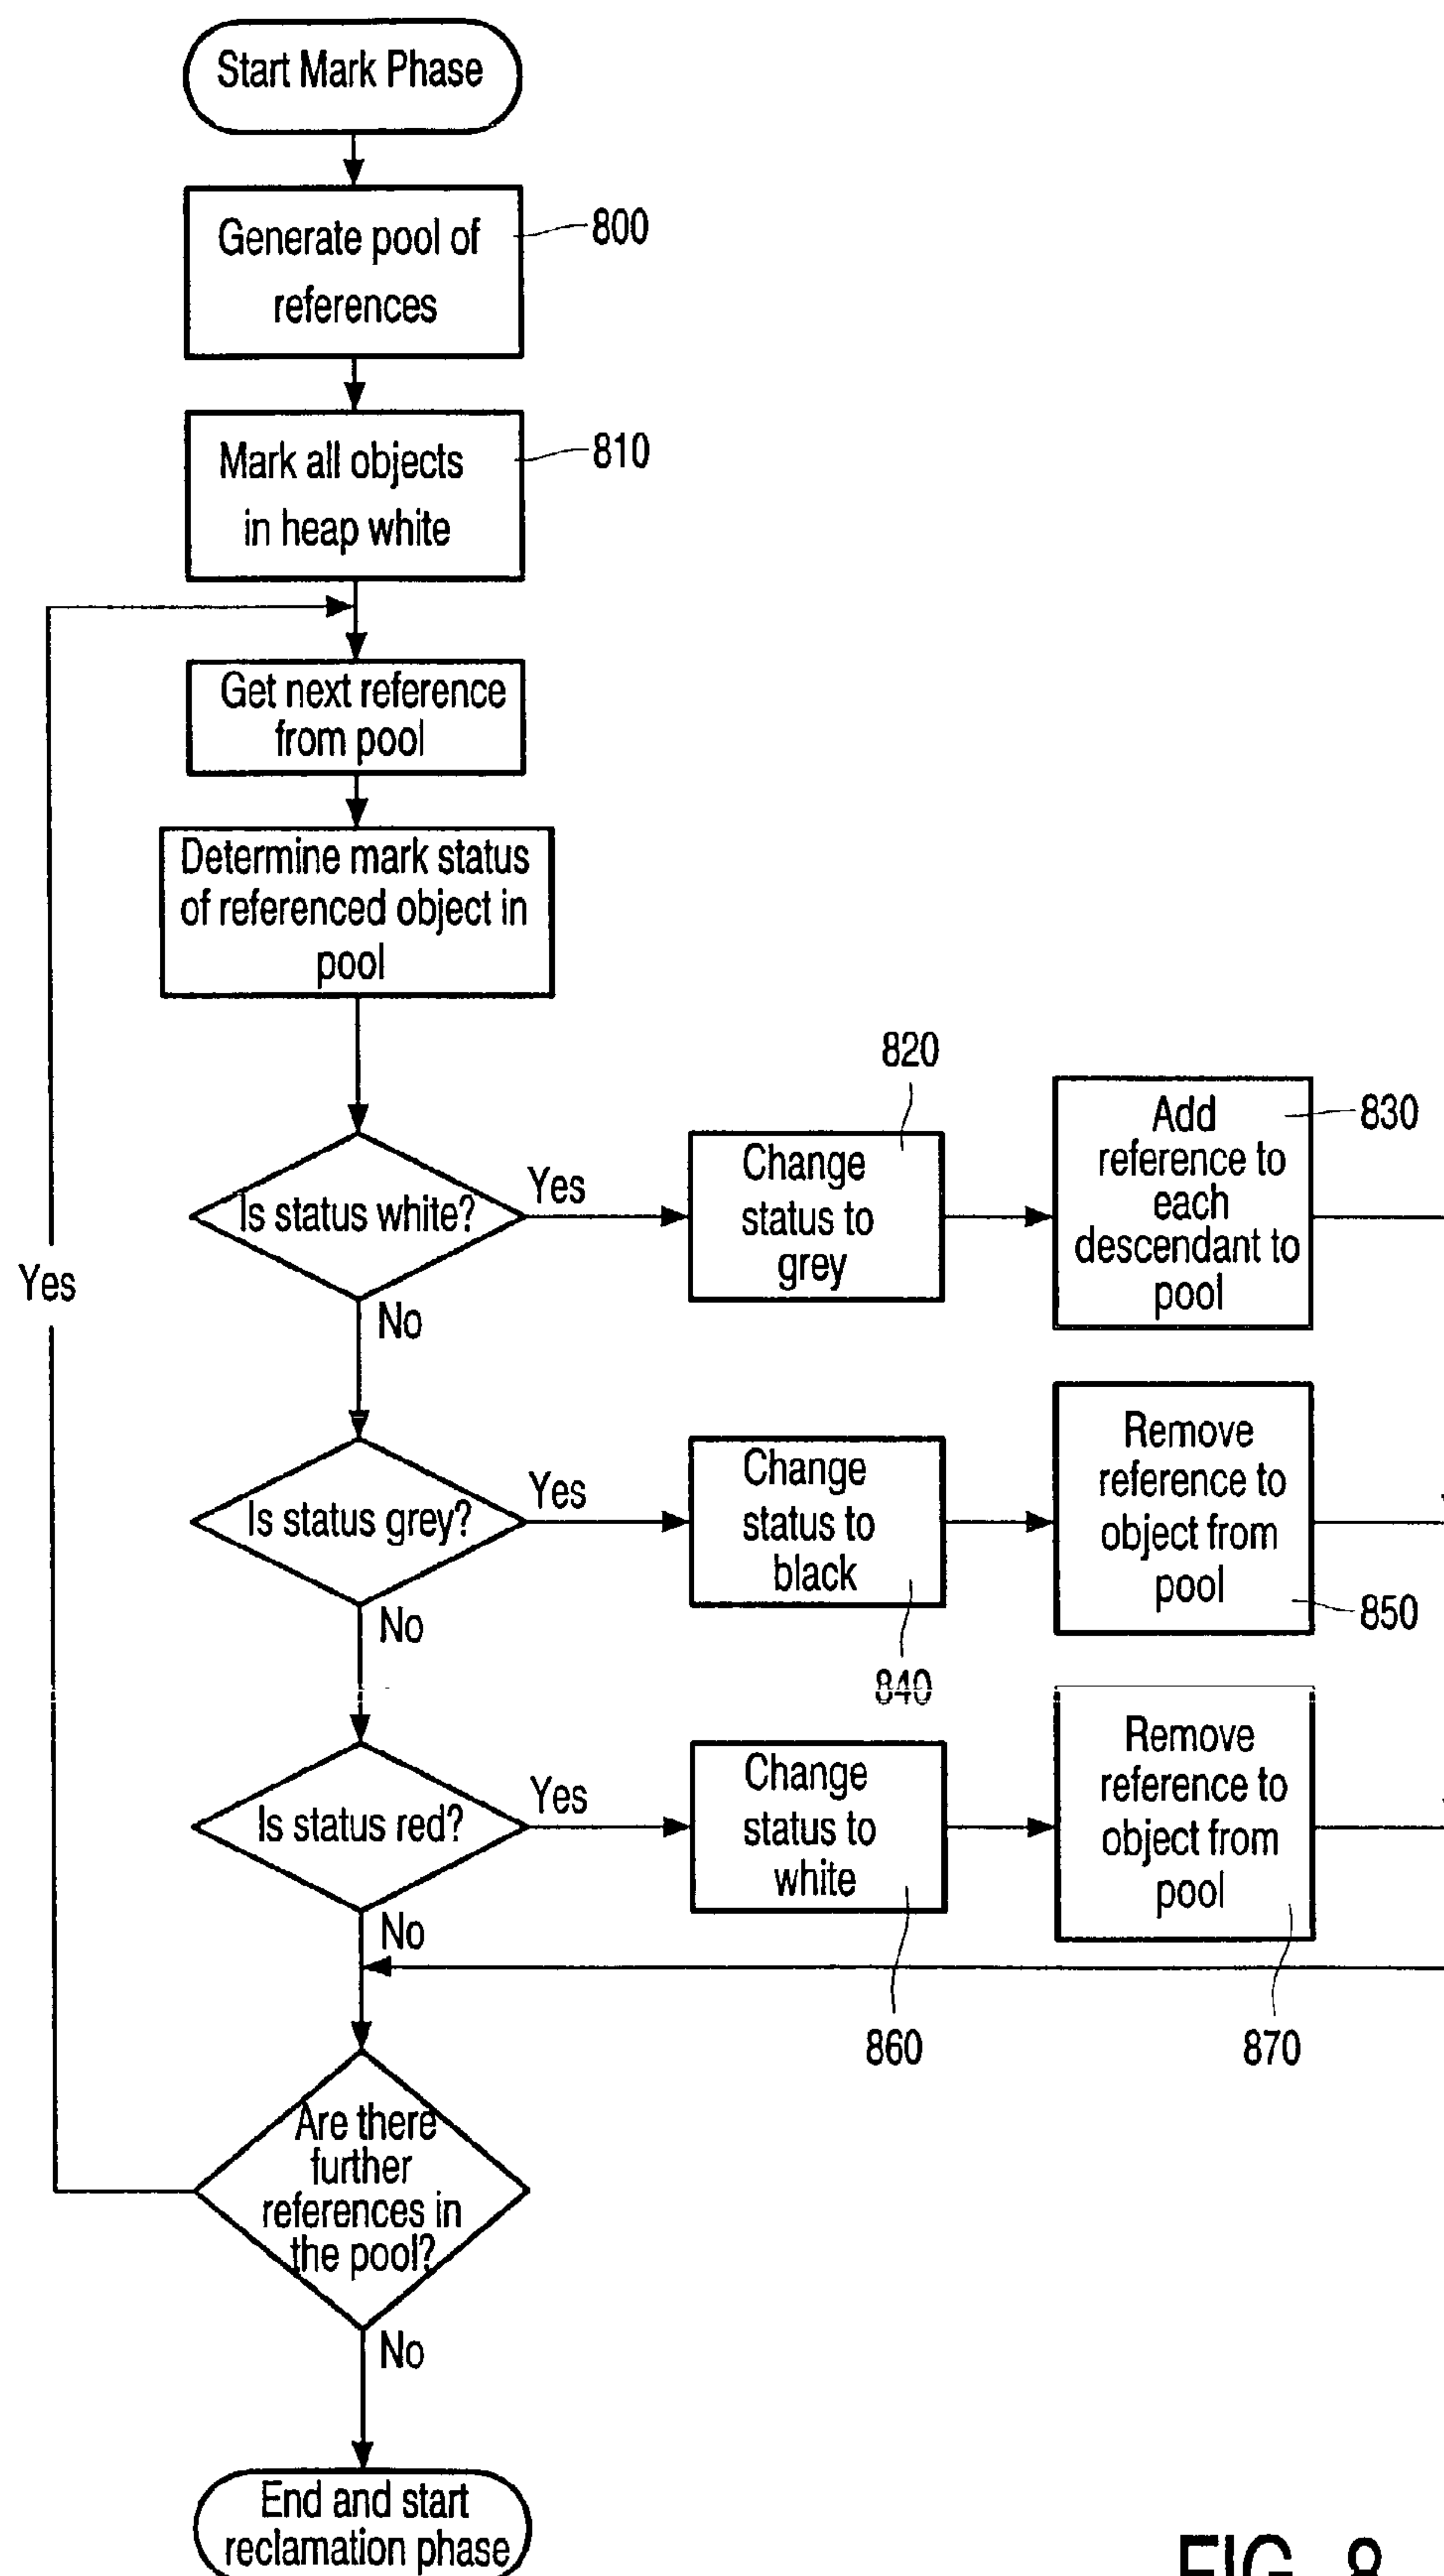 Start Mark Phase
Generate pool of
references
800
Mark all objects
in heap white
810
Get next reference
from pool
Determine mark status
of referenced object in
pool
820
Is status white?
Yes
Change
status to
grey
Add
reference to
each
descendant to
pool
830
Yes
No
Is status grey?
Yes
Change
status to
black
Remove
reference to
object from
pool
850
No
840
Is status red?
Yes
Change
status to
white
Remove
reference to
object from
pool
No
860
870
Are there
further
references in
the pool?
No
End and start
reclamation phase
FIG. 8